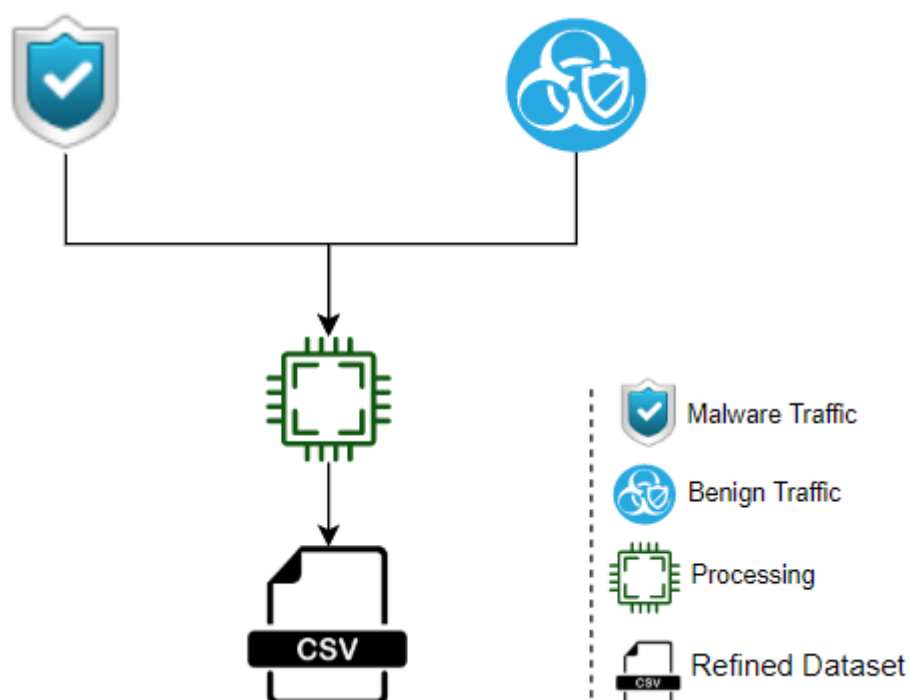 CSV
Malware Traffic
Benign Traffic
Processing
CSV
Refined Dataset